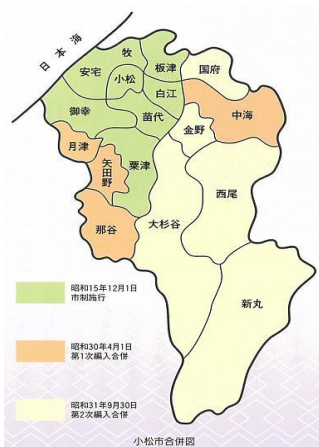 日本海
牧
安宅
板津
国府
小松
白江
御幸
苗代
中海
金野
月津
矢田野
粟津
西尾
那谷
大杉谷
新丸
昭和15年12月1日
市制施行
昭和30年4月1日
第1次編入合併
昭和31年9月30日
第2次編入合併
小松市合併図